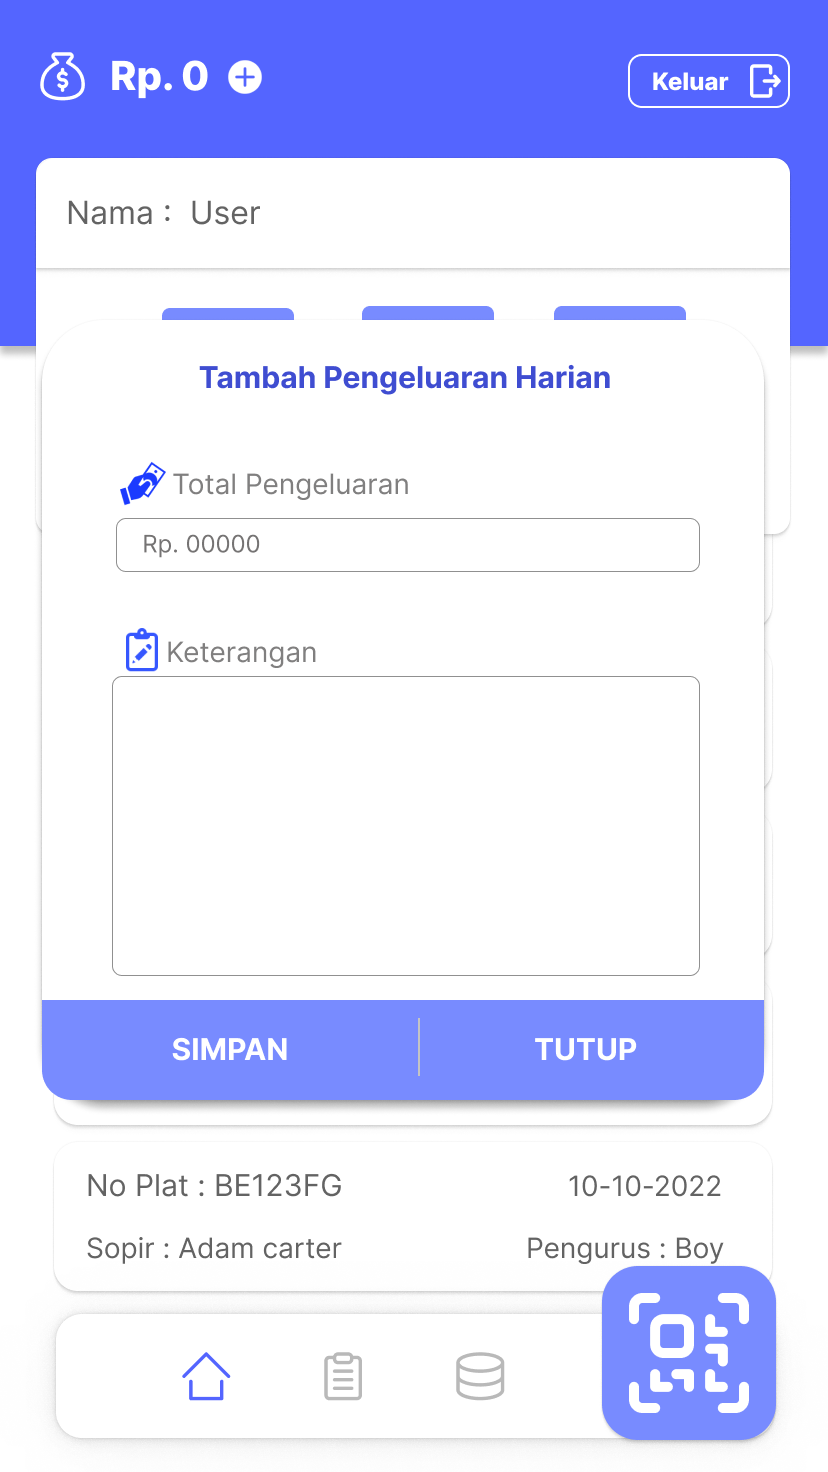 Rp. 0
Keluar
Nama : User
Tambah Pengeluaran Harian
Total Pengeluaran
Rp. 00000
Keterangan
SIMPAN TUTUP
No Plat : BE123FG 10-10-2022
Sopir : Adam carter Pengurus : Boy